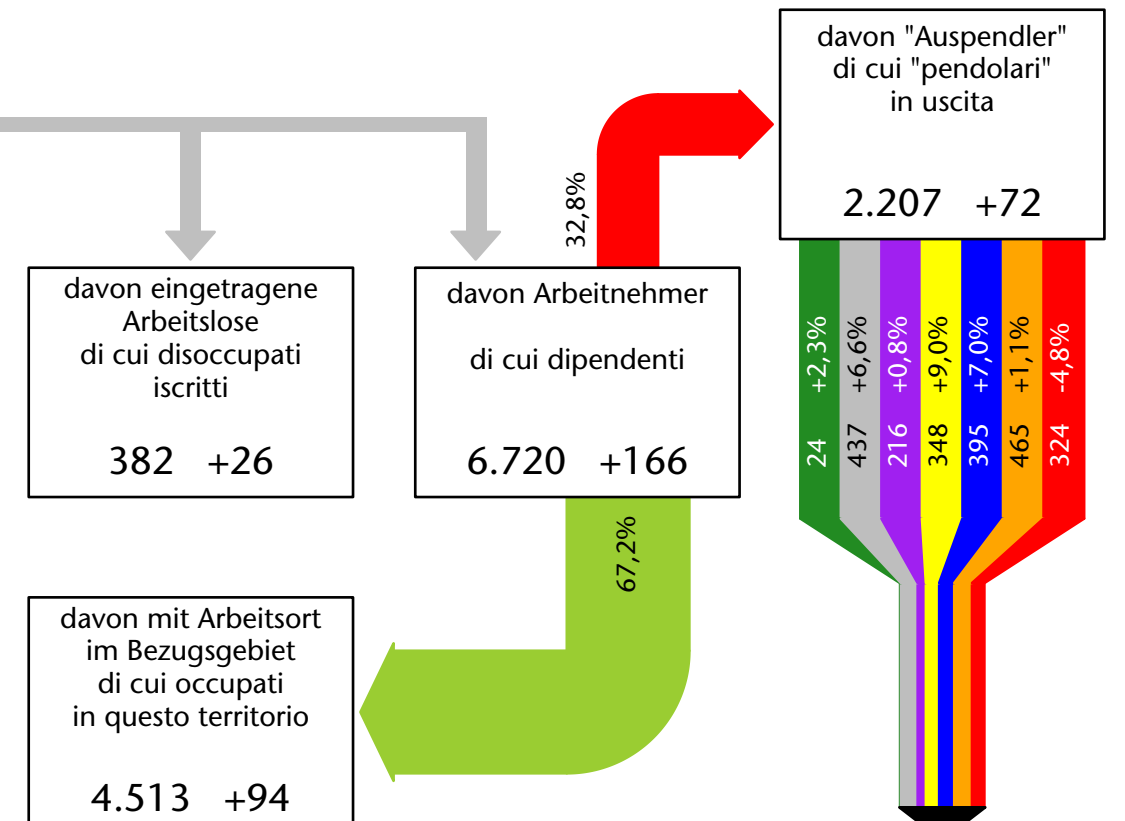 davon "Auspendler"
di cui "pendolari"
in uscita
2.207 +72
32,8%
davon eingetragene
Arbeitslose
di cui disoccupati
iscritti
382 +26
davon Arbeitnehmer
di cui dipendenti
6.720 +166
24 +2,3%
437 +6,6%
216 +0,8%
348 +9,0%
395 +7,0%
465 +1,1%
324 -4,8%
67,2%
davon mit Arbeitsort
im Bezugsgebiet
di cui occupati
in questo territorio
4.513 +94